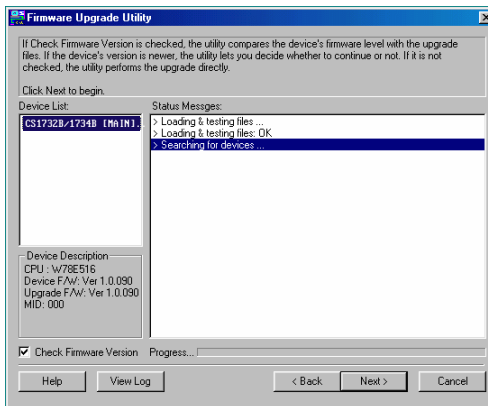 Firmware Upgrade Utility
If Check Firmware Version is checked, the utility compares the device's firmware level with the upgrade
files. If the device's version is newer, the utility lets you decide whether to continue or not. If it is not
checked, the utility performs the upgrade directly.
Click Next to begin.
Device List:
Status Messges:
CS1732B/1734B [MAIN].
> Loading & testing files ...
> Loading & testing files: OK
> Searching for devices ...
Device Description
CPU : W78E516
Device F/W: Ver 1.0.090
Upgrade F/W: Ver 1.0.090
MID: 000
Check Firmware Version
Progress...
Help
View Log
< Back
Next >
Cancel